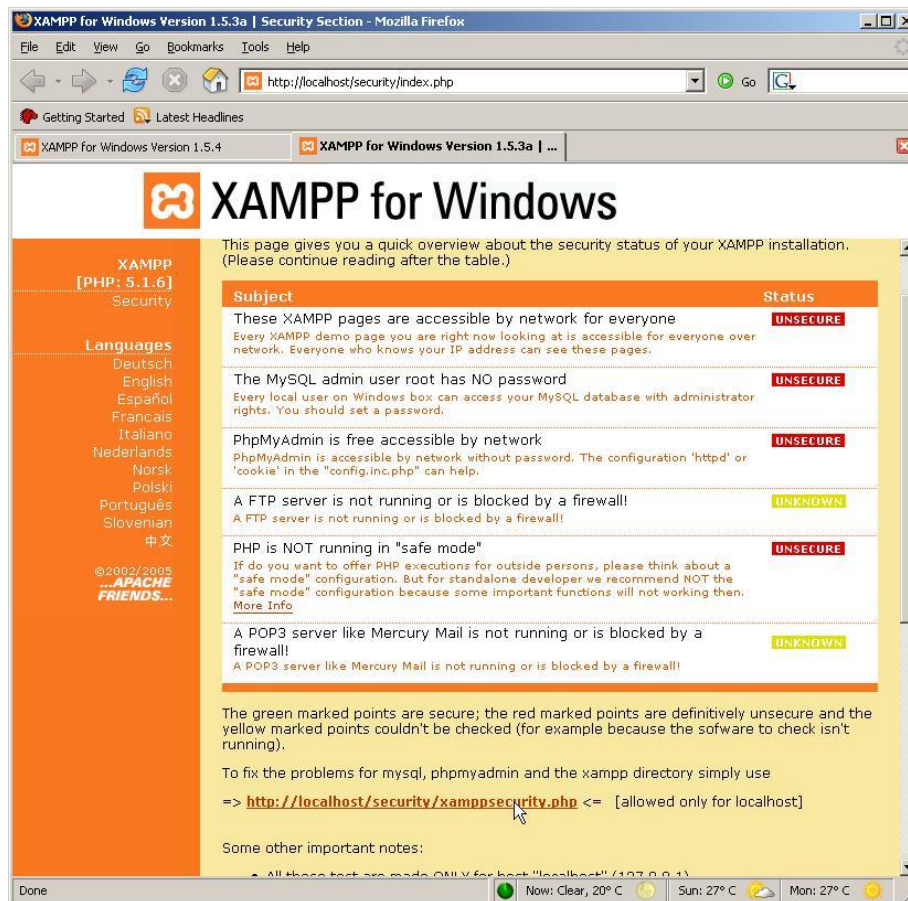 XAMPP for Windows Version 1.5.3a | Security Section - Mozilla Firefox
File Edit View Go Bookmarks Tools Help
http://localhost/security/index.php
Go
G
Getting Started
Latest Headlines
XAMPP for Windows Version 1.5.4
XAMPP for Windows Version 1.5.3a | ...
XAMPP for Windows
XAMPP
[PHP: 5.1.6]
Security
Languages
Deutsch
English
Español
Francais
Italiano
Nederlands
Norsk
Polski
Português
Slovenian
中文
©2002/2005
...APACHE
FRIENDS...
This page gives you a quick overview about the security status of your XAMPP installation.
(Please continue reading after the table.)
Subject Status
These XAMPP pages are accessible by network for everyone UNSECURE
Every XAMPP demo page you are right now looking at is accessible for everyone over
network. Everyone who knows your IP address can see these pages.
The MySQL admin user root has NO password UNSECURE
Every local user on Windows box can access your MySQL database with administrator
rights. You should set a password.
PhpMyAdmin is free accessible by network UNSECURE
PhpMyAdmin is accessible by network without password. The configuration 'httpd' or
'cookie' in the "config.inc.php" can help.
A FTP server is not running or is blocked by a firewall! UNKNOWN
A FTP server is not running or is blocked by a firewall!
PHP is NOT running in "safe mode" UNSECURE
If do you want to offer PHP executions for outside persons, please think about a
"safe mode" configuration. But for standalone developer we recommend NOT the
"safe mode" configuration because some important functions will not working then.
More Info
A POP3 server like Mercury Mail is not running or is blocked by a
firewall! UNKNOWN
A POP3 server like Mercury Mail is not running or is blocked by a firewall!
The green marked points are secure; the red marked points are definitively unsecure and the
yellow marked points couldn't be checked (for example because the sofware to check isn't
running).
To fix the problems for mysql, phpmyadmin and the xampp directory simply use
=> http://localhost/security/xamppsecurity.php <= [allowed only for localhost]
Some other important notes:
• All these test are made ONLY for host "localhost" (127.0.0.1).
Done
Now: Clear, 20° C
Sun: 27° C
Mon: 27° C